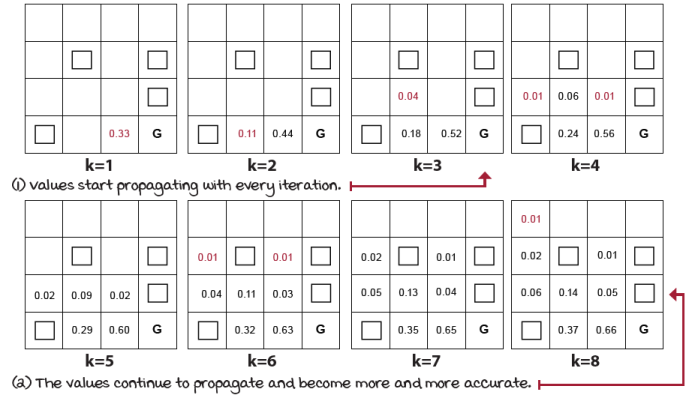 0.33 G
0.11 0.44 G
0.04
0.18 0.52 G
0.01 0.06 0.01
0.24 0.56 G
k=1 k=2 k=3 k=4
(1) values start propagating with every iteration.
0.02 0.09 0.02
0.29 0.60 G
0.01 0.01
0.04 0.11 0.03
0.32 0.63 G
0.02 0.01
0.05 0.13 0.04
0.35 0.65 G
0.01
0.02 0.01
0.06 0.14 0.05
0.37 0.66 G
k=5 k=6 k=7 k=8
(2) The values continue to propagate and become more and more accurate.